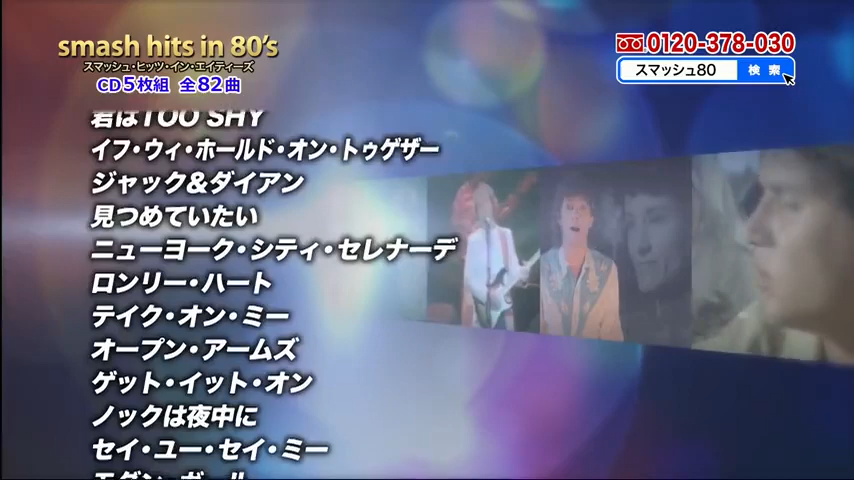 smash hits in 80's
スマッシュ・ヒッツ・イン・エイティーズ
CD5枚組 全82曲
0120-378-030
スマッシュ80 検索
君はTOO SHY
イフ・ウィ・ホールド・オン・トゥゲザー
ジャック&ダイアン
見つめていたい
ニューヨーク・シティ・セレナーデ
ロンリー・ハート
テイク・オン・ミー
オープン・アームズ
ゲット・イット・オン
ノックは夜中に
セイ・ユー・セイ・ミー
モダン・ガール